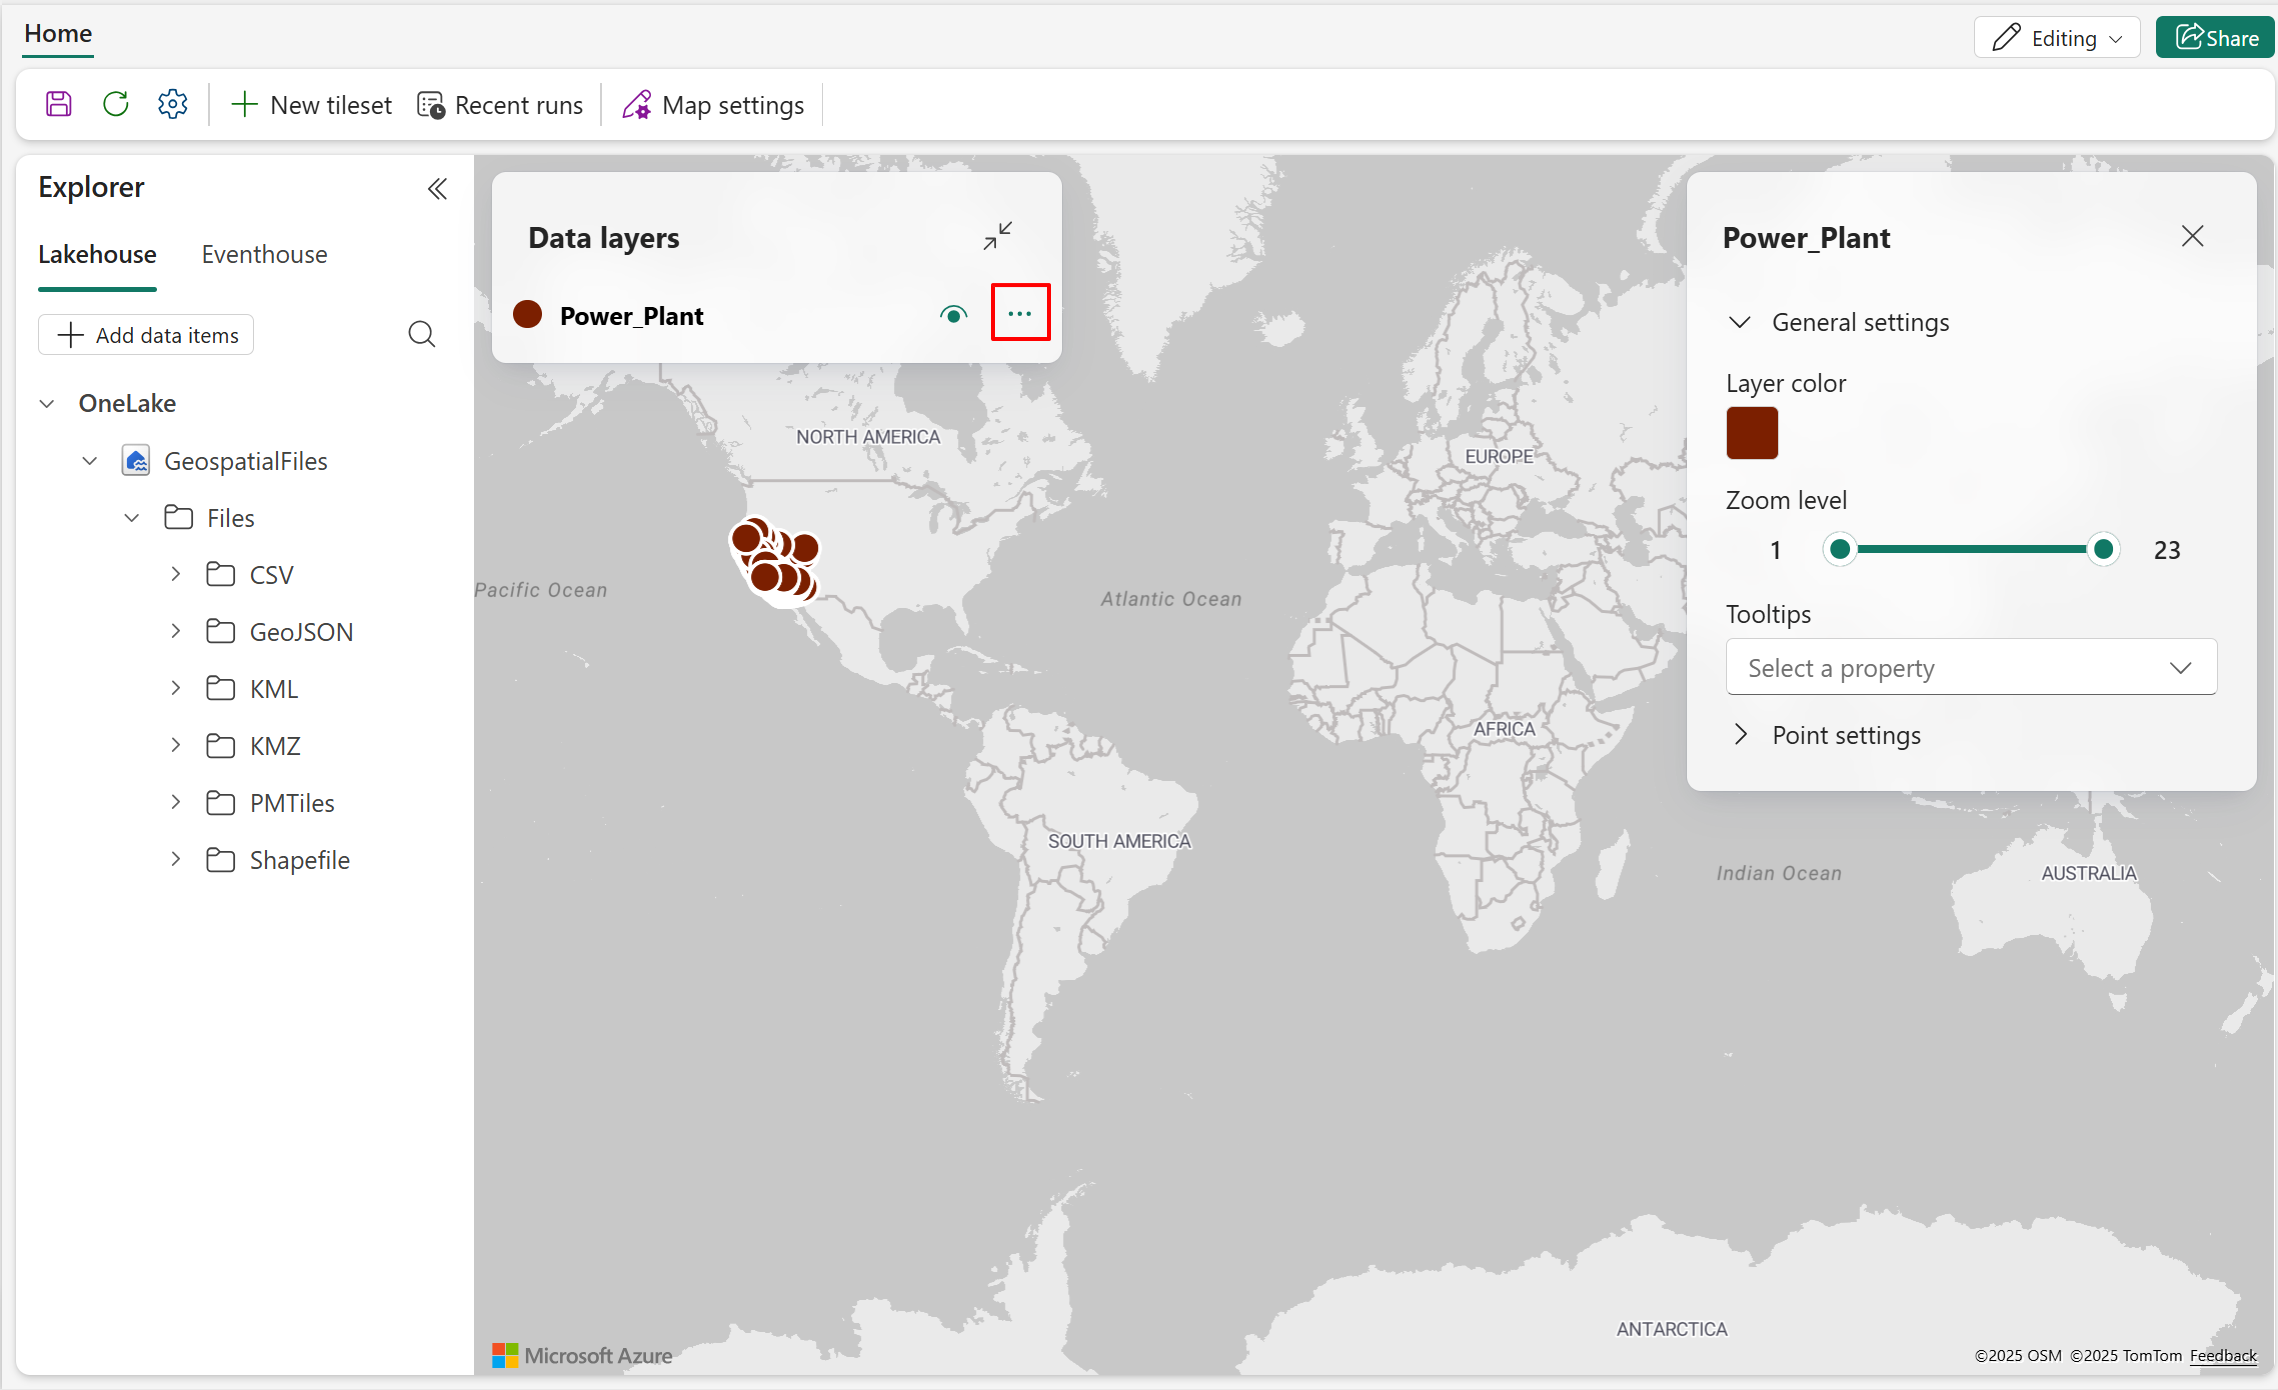 Home
Editing
Share
New tileset
Recent runs
Map settings
Explorer
Lakehouse
Eventhouse
Add data items
OneLake
GeospatialFiles
Files
CSV
GeoJSON
KML
KMZ
PMTiles
Shapefile
Data layers
Power_Plant
NORTH AMERICA
EUROPE
Pacific Ocean
Atlantic Ocean
AFRICA
SOUTH AMERICA
Indian Ocean
AUSTRALIA
ANTARCTICA
Microsoft Azure
©2025 OSM ©2025 TomTom Feedback
Power_Plant
General settings
Layer color
Zoom level
1 23
Tooltips
Select a property
Point settings